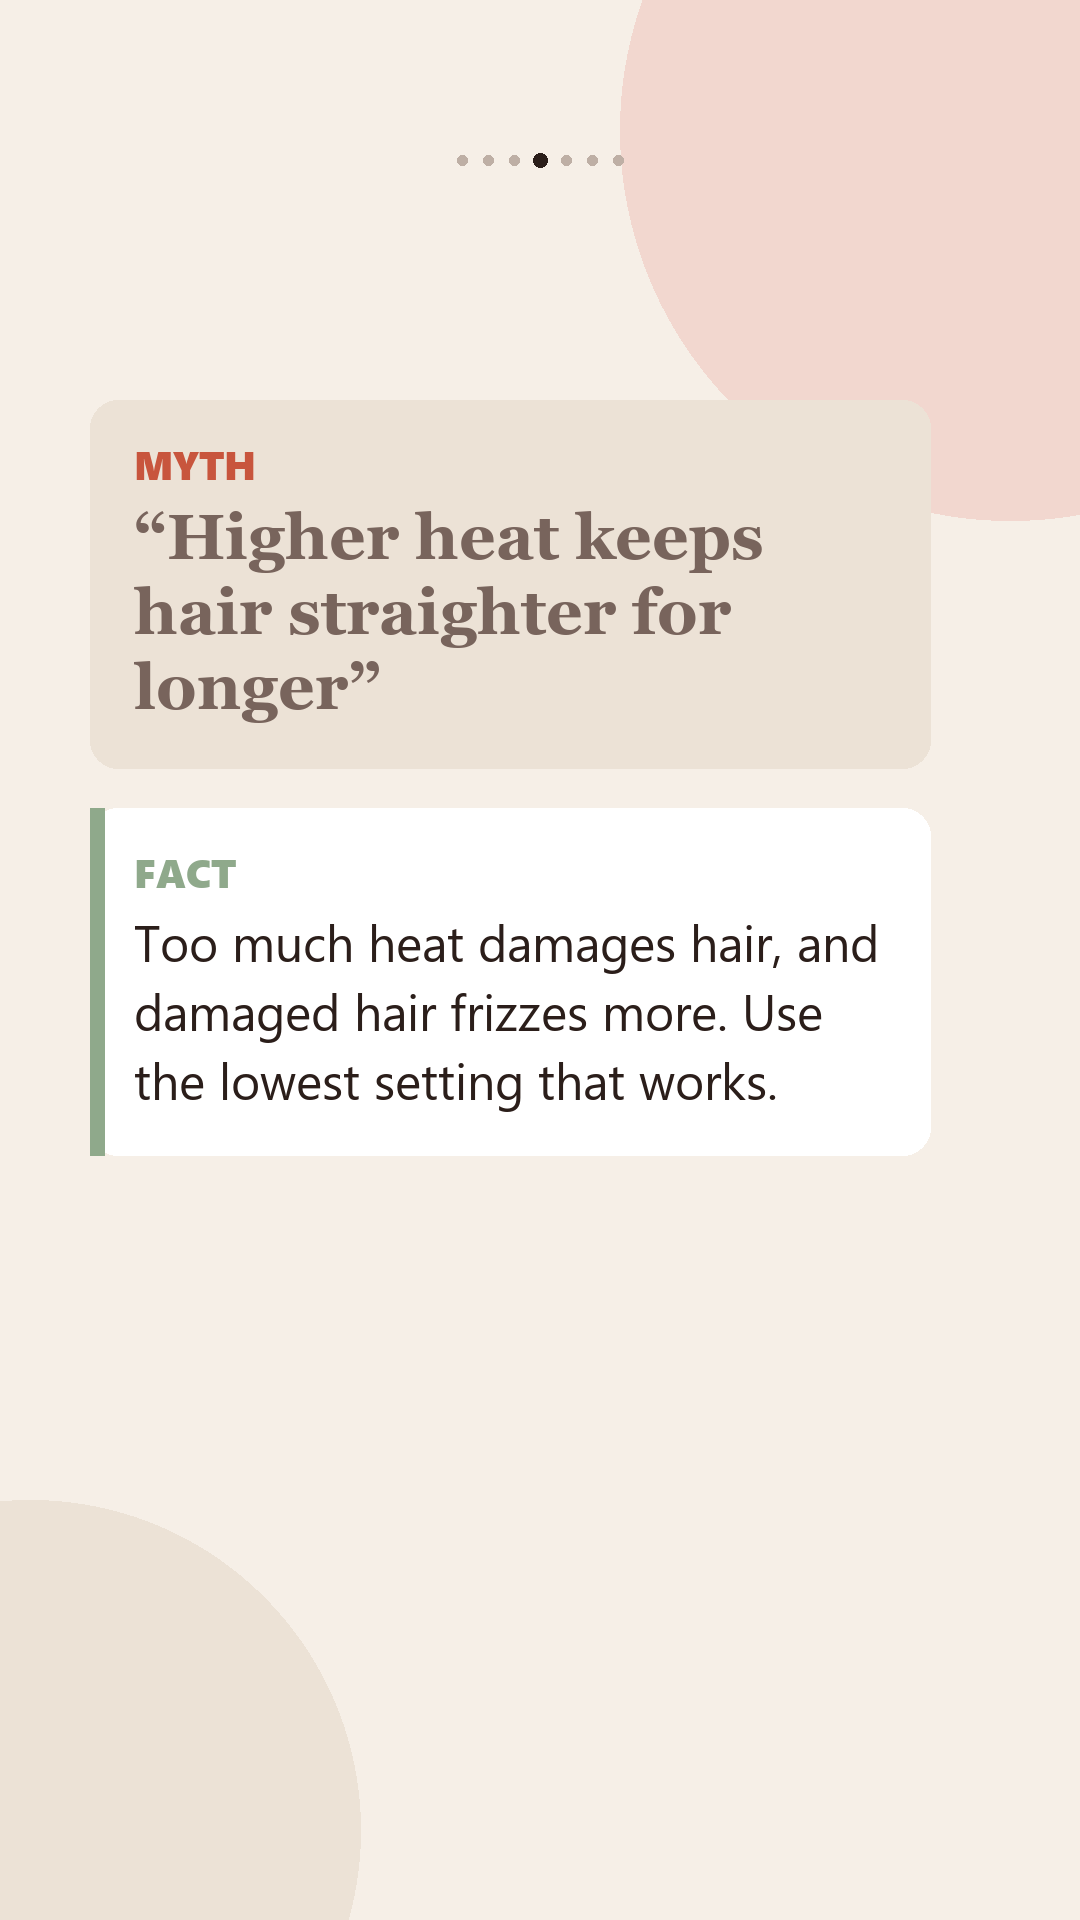 MYTH
“Higher heat keeps
hair straighter for
longer”
FACT
Too much heat damages hair, and
damaged hair frizzes more. Use
the lowest setting that works.